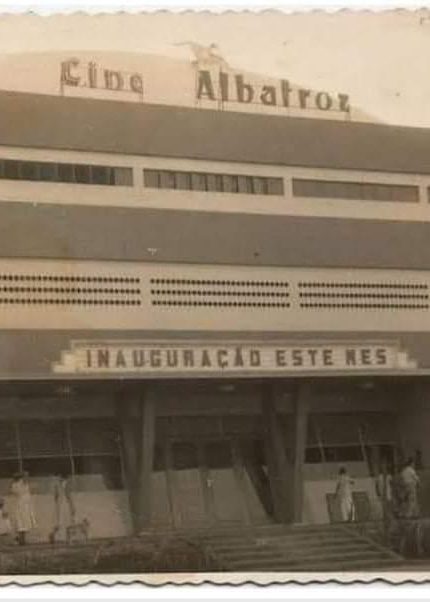 Cine Albatroz
INAUGURAÇÃO ESTE MES